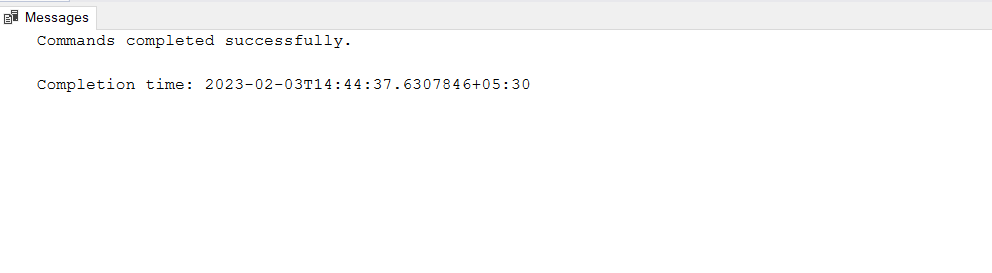 Messages
Commands completed successfully.
Completion time: 2023-02-03T14:44:37.6307846+05:30